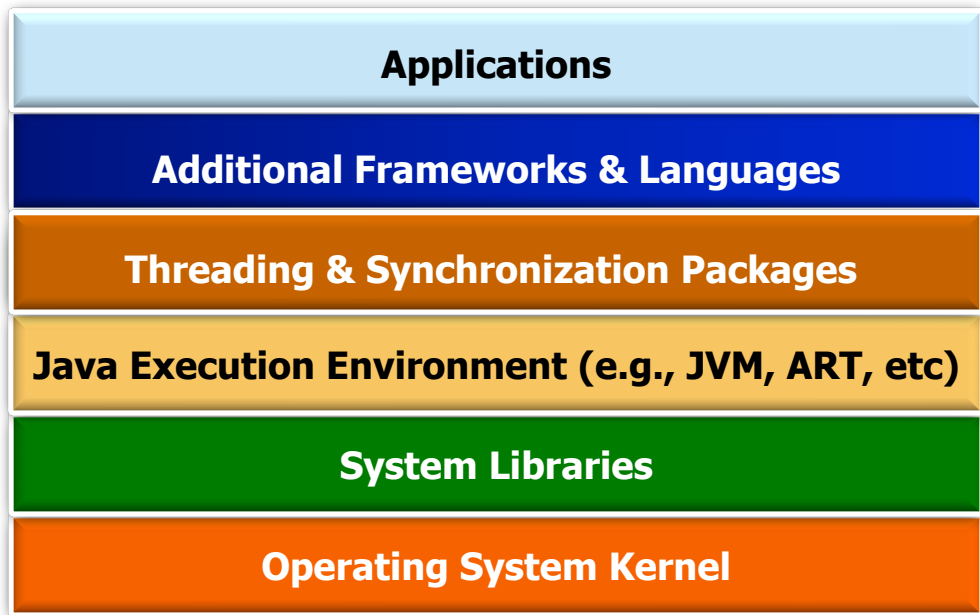 Applications
Additional Frameworks & Languages
Threading & Synchronization Packages
Java Execution Environment (e.g., JVM, ART, etc)
System Libraries
Operating System Kernel